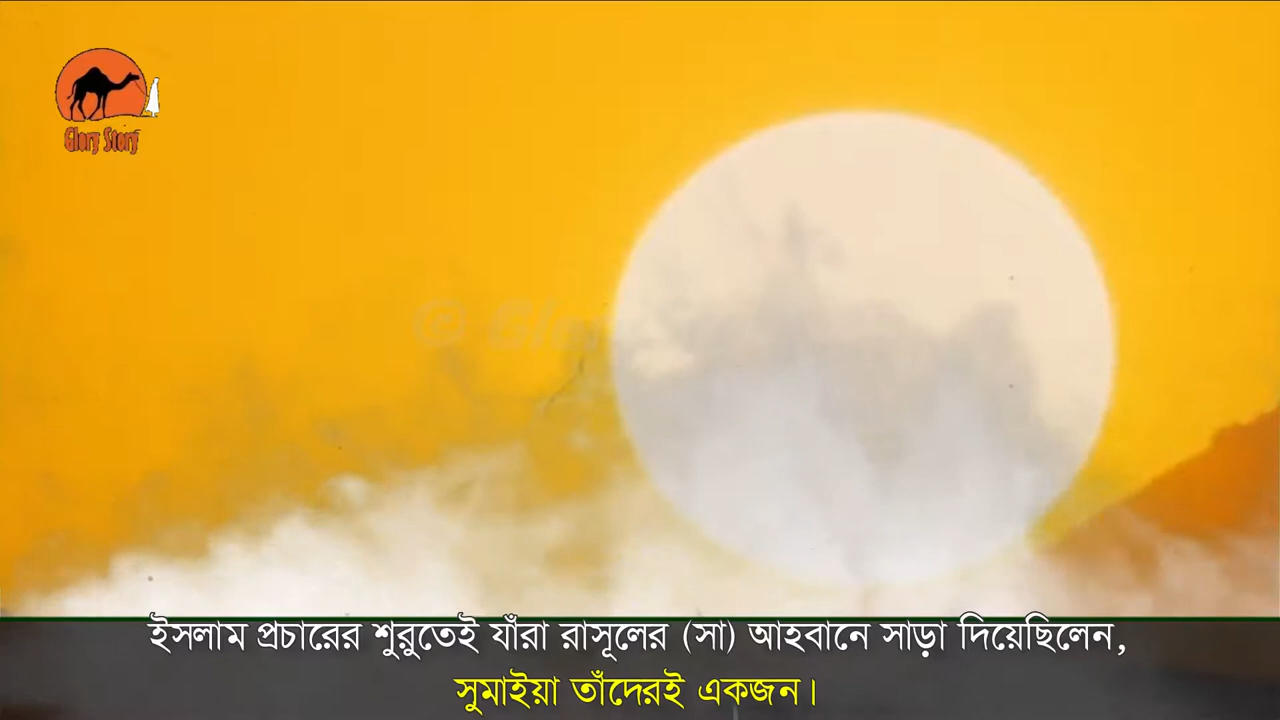 Glory Story
ইসলাম প্রচারের শুরুতেই যাঁরা রাসূলের (সা) আহবানে সাড়া দিয়েছিলেন,
সুমাইয়া তাঁদেরই একজন।